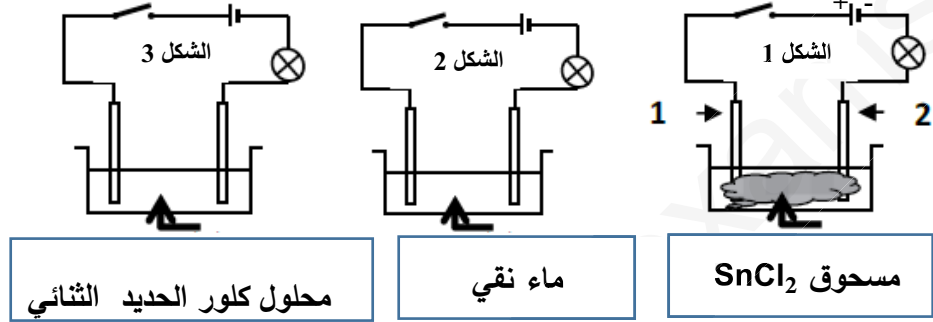 الشكل 1
+ -
1
2
مسحوق SnCl₂
الشكل 2
ماء نقي
الشكل 3
محلول كلور الحديد الثنائي